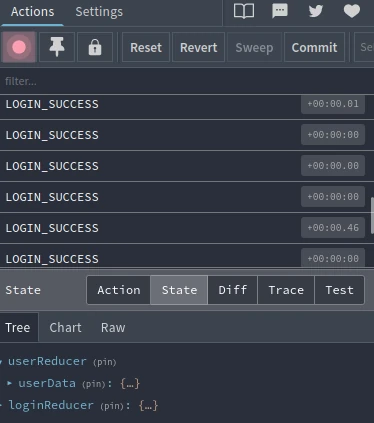 Actions Settings
Reset Revert Sweep Commit
filter...
LOGIN_SUCCESS +00:00.01
LOGIN_SUCCESS +00:00:00
LOGIN_SUCCESS +00:00.00
LOGIN_SUCCESS +00:00:00
LOGIN_SUCCESS +00:00.46
LOGIN_SUCCESS +00:00:00
State Action State Diff Trace Test
Tree Chart Raw
userReducer (pin)
userData (pin): {…}
loginReducer (pin): {…}